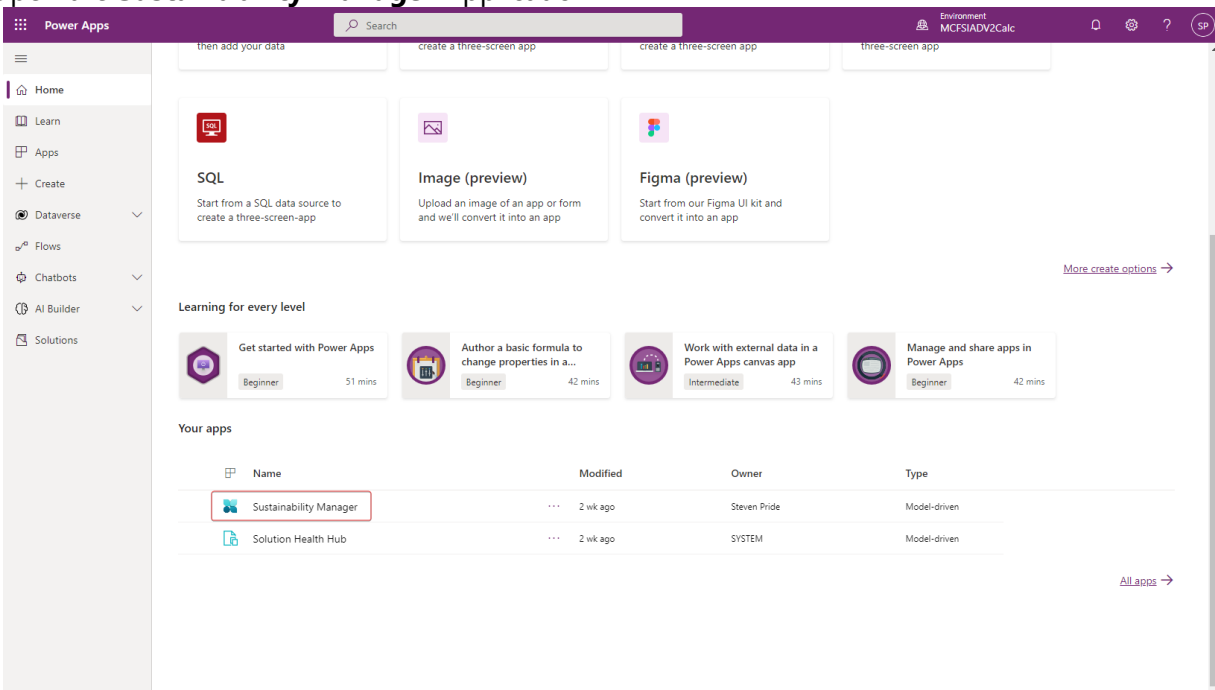 Sustainability Manager
Power Apps
Search
Environment
MCFSIADV2Calc
?
SP
then add your data
create a three-screen app
create a three-screen app
three-screen app
Home
Learn
Apps
Create
Dataverse
Flows
Chatbots
AI Builder
Solutions
SQL
SQL
Start from a SQL data source to
create a three-screen-app
Image (preview)
Upload an image of an app or form
and we'll convert it into an app
Figma (preview)
Start from our Figma UI kit and
convert it into an app
More create options →
Learning for every level
Get started with Power Apps
Beginner 51 mins
Author a basic formula to
change properties in a...
Beginner 42 mins
Work with external data in a
Power Apps canvas app
Intermediate 43 mins
Manage and share apps in
Power Apps
Beginner 42 mins
Your apps
Name Modified Owner Type
Sustainability Manager ... 2 wk ago Steven Pride Model-driven
Solution Health Hub ... 2 wk ago SYSTEM Model-driven
All apps →